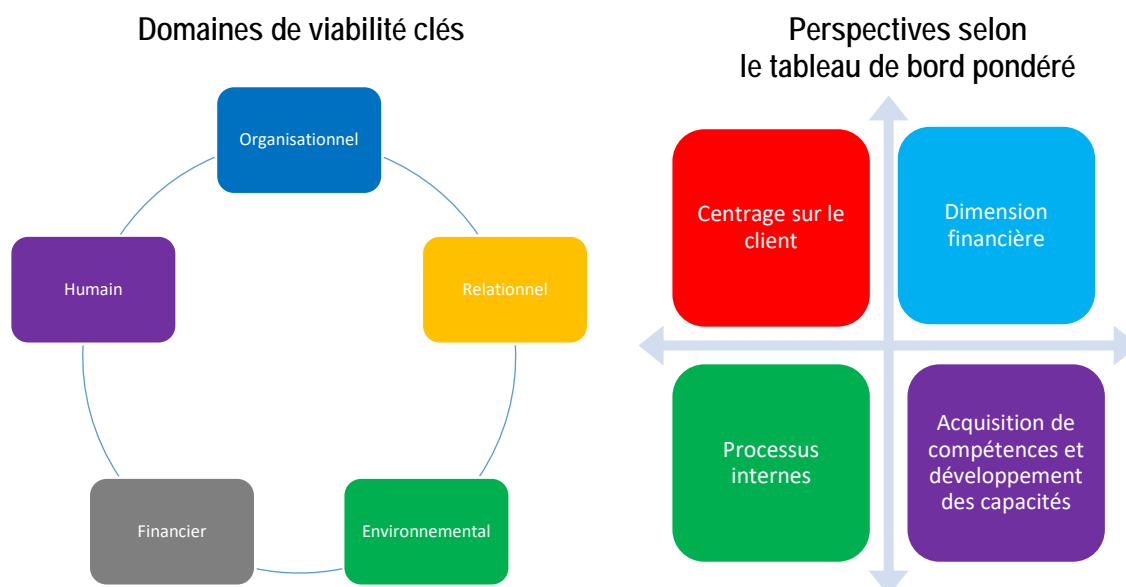 Domaines de viabilité clés
Organisationnel
Humain
Relationnel
Financier
Environnemental
Perspectives selon
le tableau de bord pondéré
Centrage sur le
client
Dimension
financière
Processus
internes
Acquisition de
compétences et
développement
des capacités